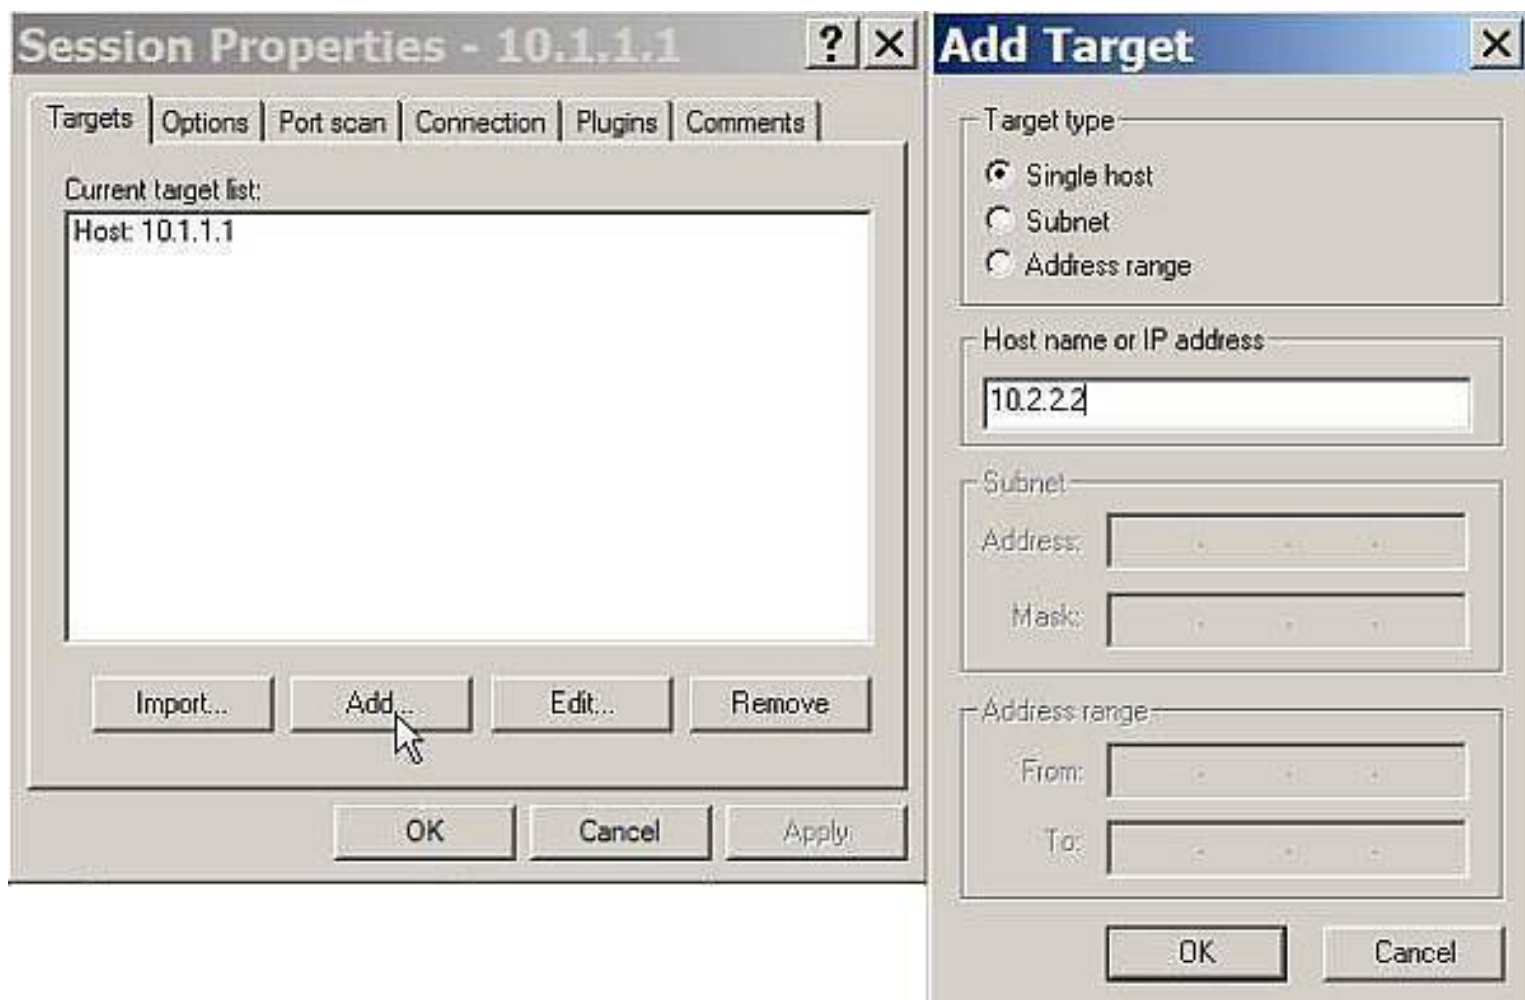 Session Properties - 10.1.1.1
Targets Options Port scan Connection Plugins Comments
Current target list:
Host: 10.1.1.1
Import... Add... Edit... Remove
OK Cancel Apply
Add Target
Target type
Single host
Subnet
Address range
Host name or IP address
10.2.2.2
Subnet
Address:
Mask:
Address range
From:
To:
OK Cancel